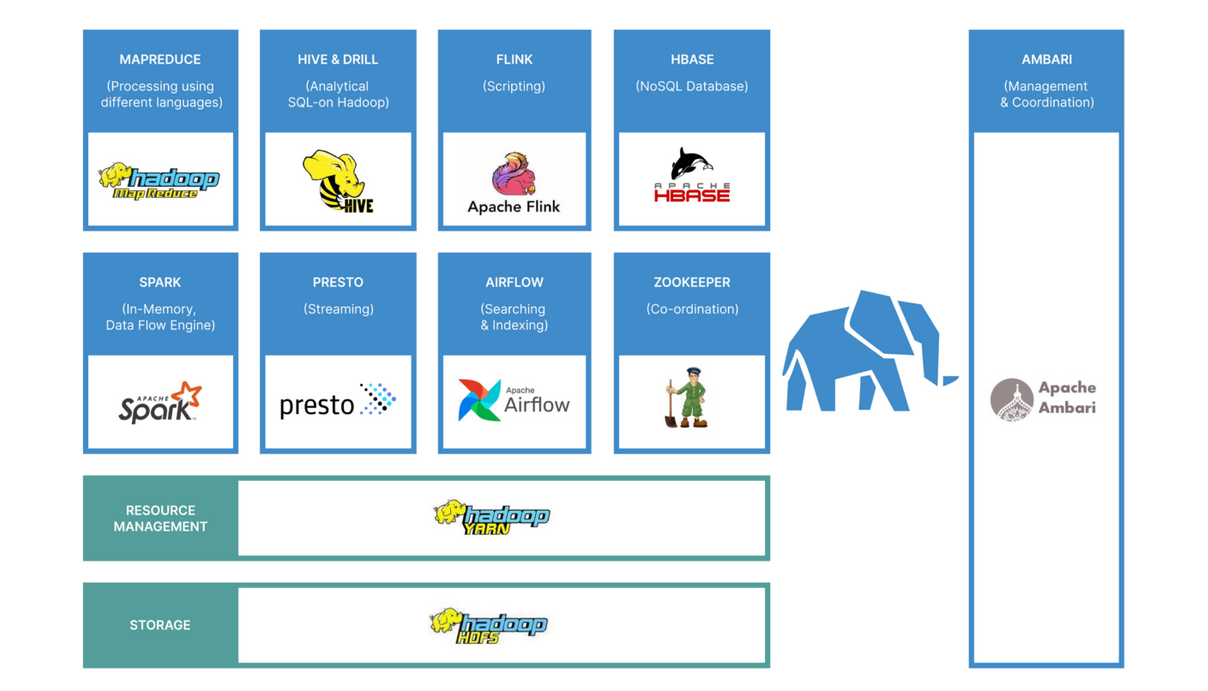 MAPREDUCE
(Processing using
different languages)
hadoop
Map Reduce
HIVE & DRILL
(Analytical
SQL-on Hadoop)
HIVE
FLINK
(Scripting)
Apache Flink
HBASE
(NoSQL Database)
APACHE
HBASE
AMBARI
(Management
& Coordination)
Apache
Ambari
SPARK
(In-Memory,
Data Flow Engine)
APACHE
Spark™
PRESTO
(Streaming)
presto
AIRFLOW
(Searching
& Indexing)
Apache
Airflow
ZOOKEEPER
(Co-ordination)
RESOURCE
MANAGEMENT
hadoop
YARN
STORAGE
hadoop
HDFS